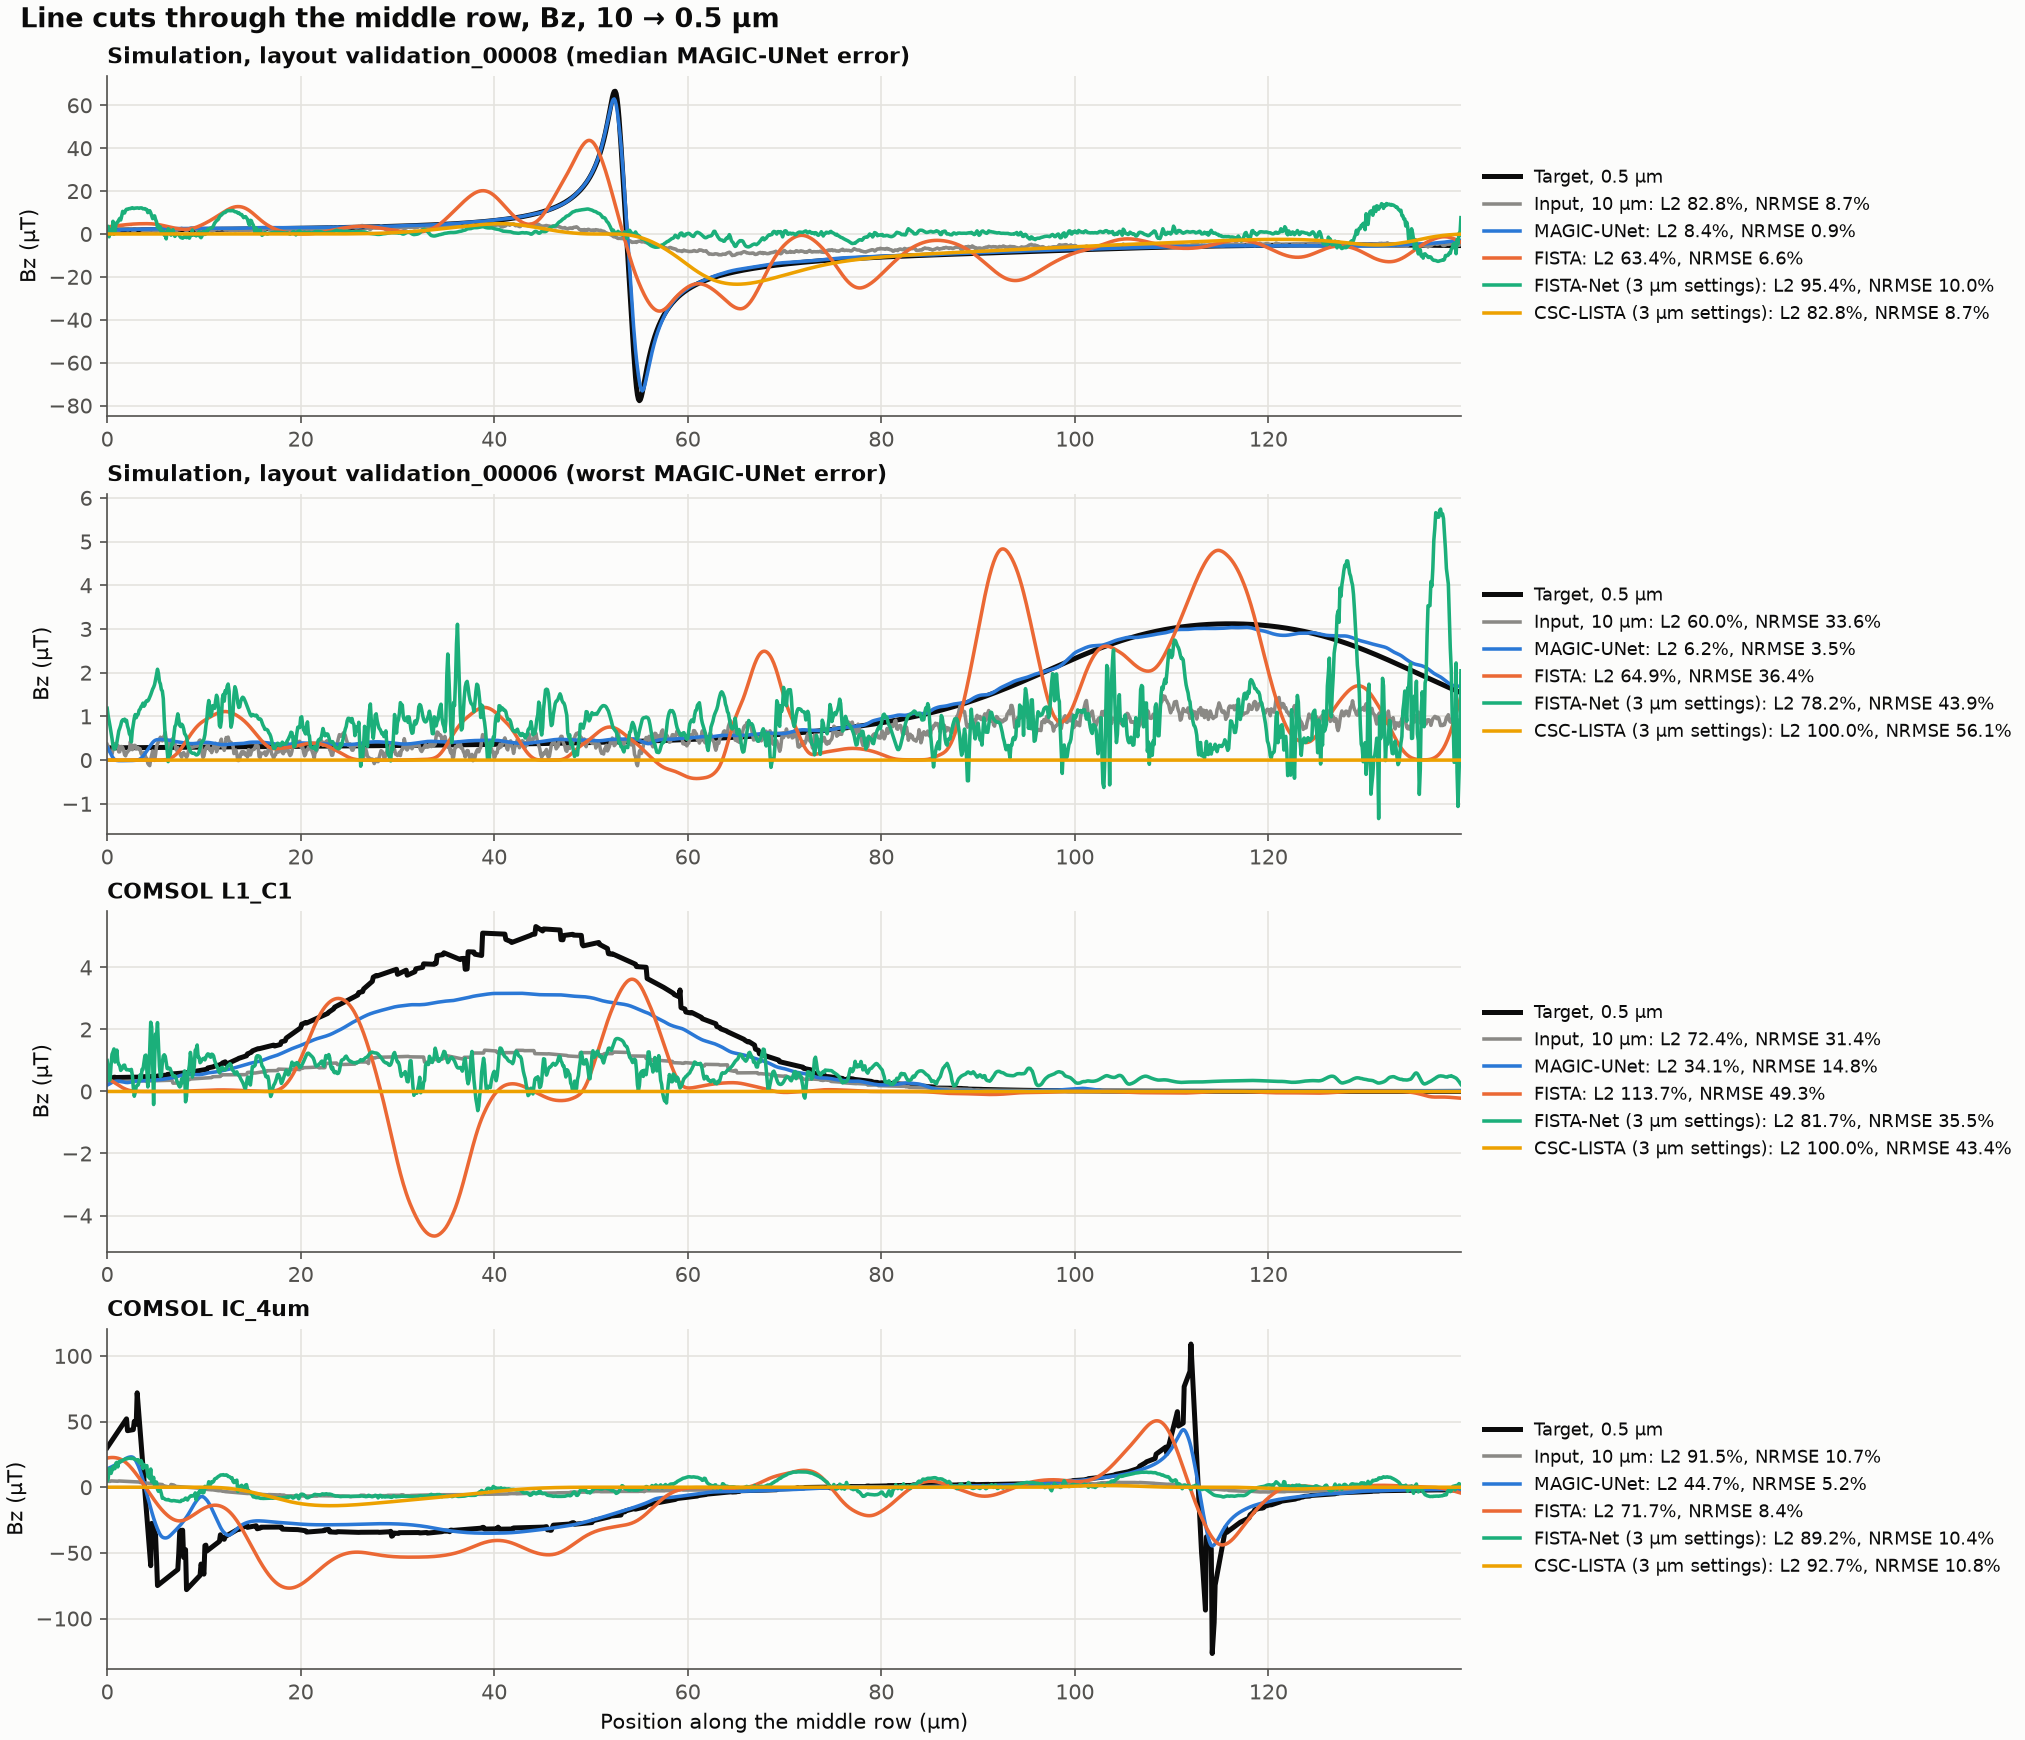 Line cuts through the middle row, Bz, 10 → 0.5 µm
Simulation, layout validation_00008 (median MAGIC-UNet error)
Bz (µT)
60
40
20
0
−20
−40
−60
−80
0 20 40 60 80 100 120
Target, 0.5 µm
Input, 10 µm: L2 82.8%, NRMSE 8.7%
MAGIC-UNet: L2 8.4%, NRMSE 0.9%
FISTA: L2 63.4%, NRMSE 6.6%
FISTA-Net (3 µm settings): L2 95.4%, NRMSE 10.0%
CSC-LISTA (3 µm settings): L2 82.8%, NRMSE 8.7%
Simulation, layout validation_00006 (worst MAGIC-UNet error)
Bz (µT)
6
5
4
3
2
1
0
−1
0 20 40 60 80 100 120
Target, 0.5 µm
Input, 10 µm: L2 60.0%, NRMSE 33.6%
MAGIC-UNet: L2 6.2%, NRMSE 3.5%
FISTA: L2 64.9%, NRMSE 36.4%
FISTA-Net (3 µm settings): L2 78.2%, NRMSE 43.9%
CSC-LISTA (3 µm settings): L2 100.0%, NRMSE 56.1%
COMSOL L1_C1
Bz (µT)
4
2
0
−2
−4
0 20 40 60 80 100 120
Target, 0.5 µm
Input, 10 µm: L2 72.4%, NRMSE 31.4%
MAGIC-UNet: L2 34.1%, NRMSE 14.8%
FISTA: L2 113.7%, NRMSE 49.3%
FISTA-Net (3 µm settings): L2 81.7%, NRMSE 35.5%
CSC-LISTA (3 µm settings): L2 100.0%, NRMSE 43.4%
COMSOL IC_4um
Bz (µT)
100
50
0
−50
−100
0 20 40 60 80 100 120
Position along the middle row (µm)
Target, 0.5 µm
Input, 10 µm: L2 91.5%, NRMSE 10.7%
MAGIC-UNet: L2 44.7%, NRMSE 5.2%
FISTA: L2 71.7%, NRMSE 8.4%
FISTA-Net (3 µm settings): L2 89.2%, NRMSE 10.4%
CSC-LISTA (3 µm settings): L2 92.7%, NRMSE 10.8%